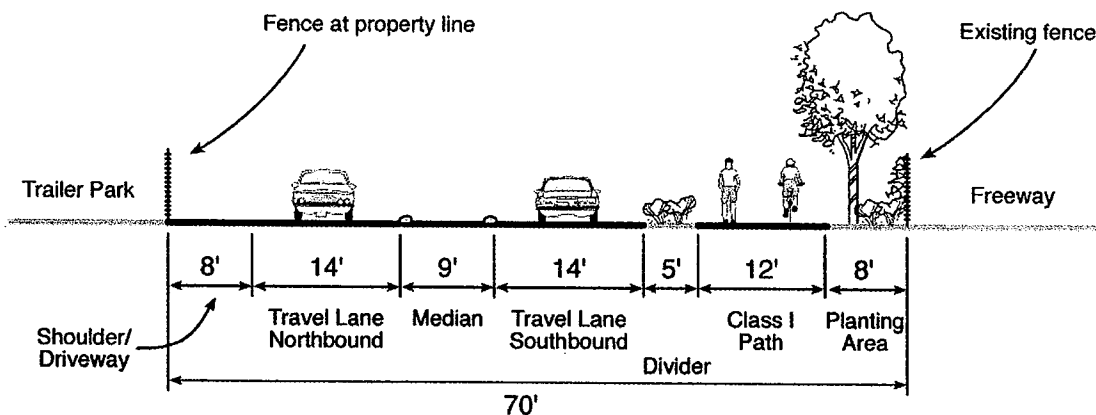 Fence at property line
Existing fence
Trailer Park
Freeway
8'
14'
9'
14'
5'
12'
8'
Shoulder/
Driveway
Travel Lane
Northbound
Median
Travel Lane
Southbound
Divider
Class I
Path
Planting
Area
70'